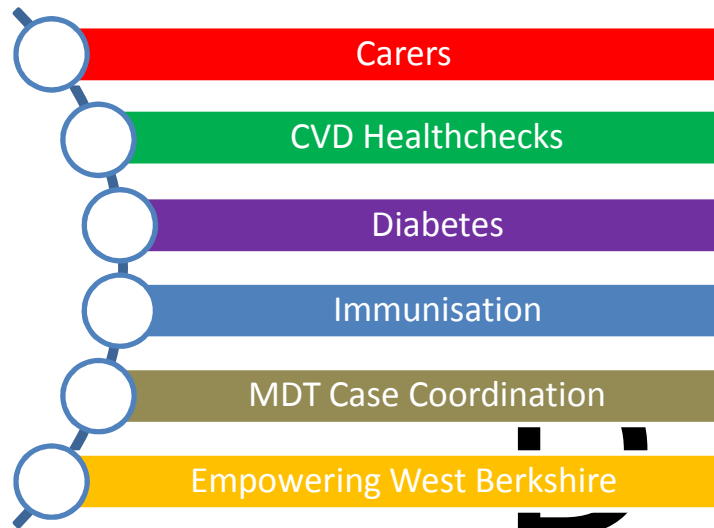 Carers
CVD Healthchecks
Diabetes
Immunisation
MDT Case Coordination
Empowering West Berkshire